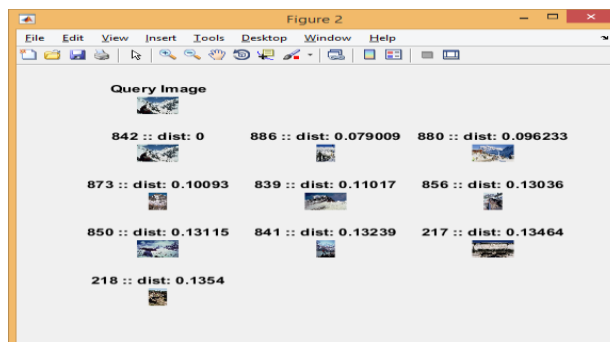 Figure 2
File Edit View Insert Tools Desktop Window Help
Query Image
842 :: dist: 0 886 :: dist: 0.079009 880 :: dist: 0.096233
873 :: dist: 0.10093 839 :: dist: 0.11017 856 :: dist: 0.13036
850 :: dist: 0.13115 841 :: dist: 0.13239 217 :: dist: 0.13464
218 :: dist: 0.1354